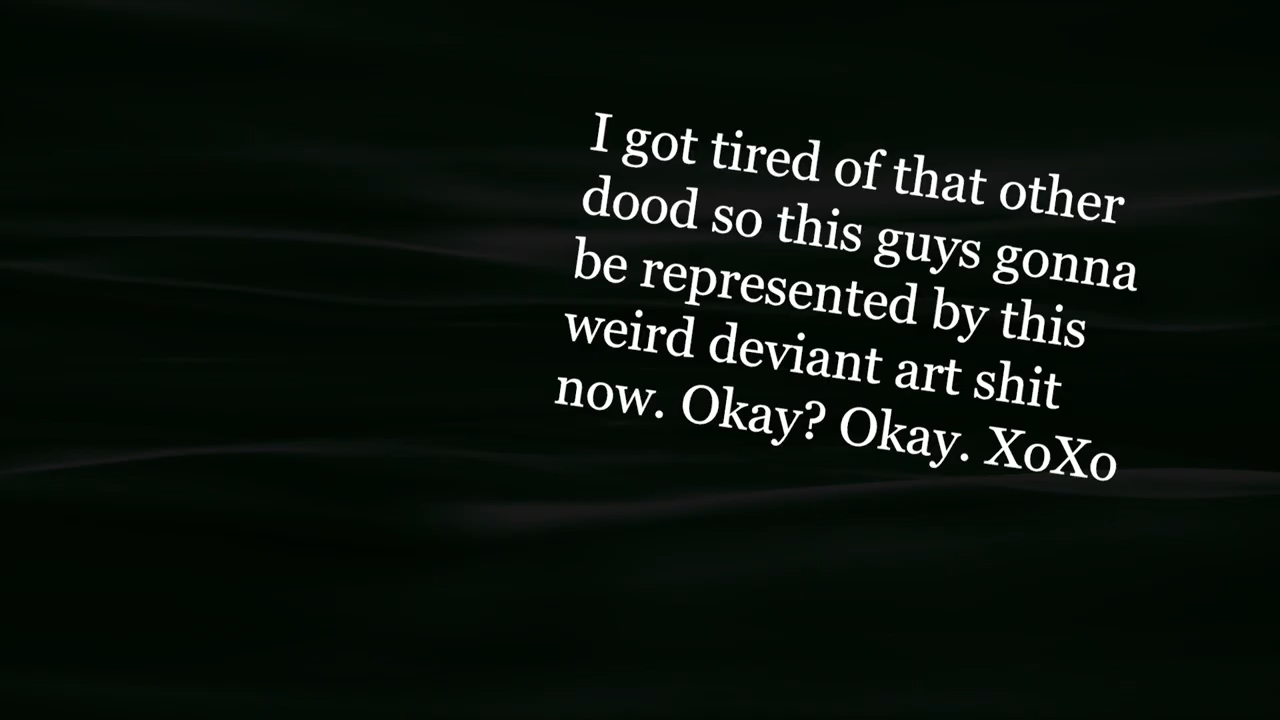 I got tired of that other
dood so this guys gonna
be represented by this
weird deviant art shit
now. Okay? Okay. XoXo